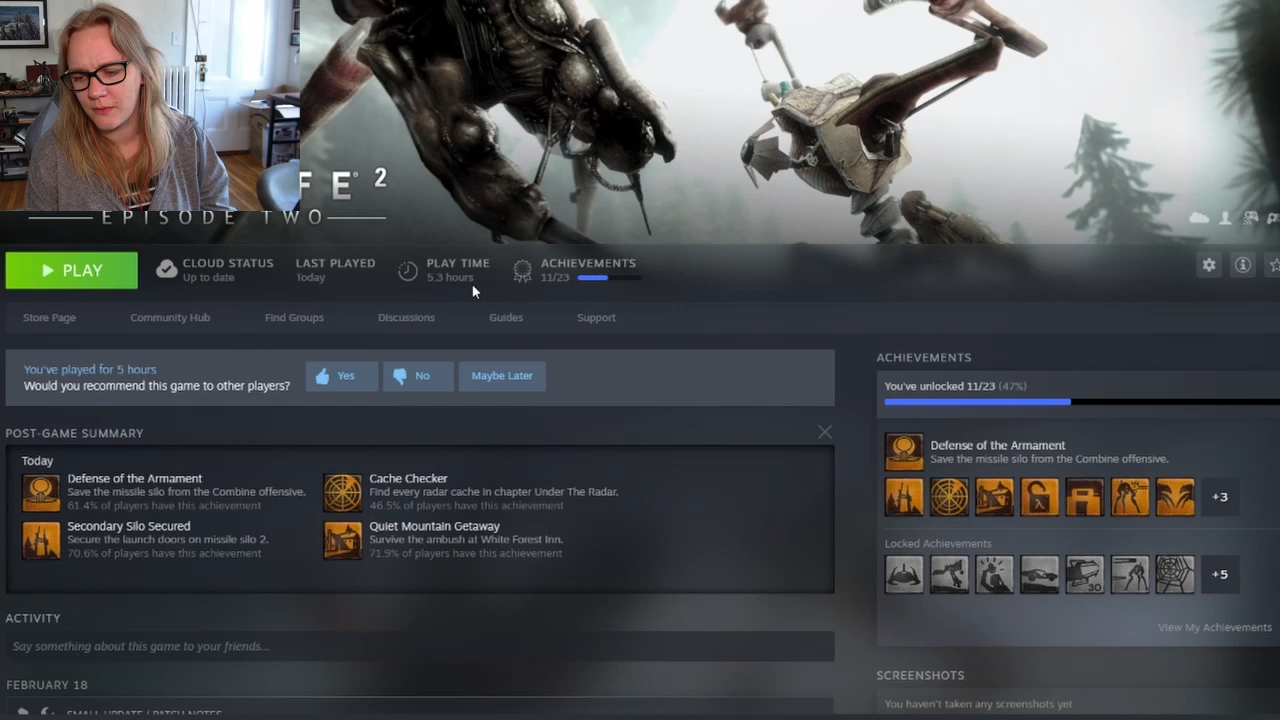 F E 2
EPISODE TWO
PLAY
CLOUD STATUS
Up to date
LAST PLAYED
Today
PLAY TIME
5.3 hours
ACHIEVEMENTS
11/23
Store Page
Community Hub
Find Groups
Discussions
Guides
Support
You've played for 5 hours
Would you recommend this game to other players?
Yes
No
Maybe Later
POST-GAME SUMMARY
Today
Defense of the Armament
Save the missile silo from the Combine offensive.
61.4% of players have this achievement
Cache Checker
Find every radar cache in chapter Under The Radar.
46.5% of players have this achievement
Secondary Silo Secured
Secure the launch doors on missile silo 2.
70.6% of players have this achievement
Quiet Mountain Getaway
Survive the ambush at White Forest Inn.
71.9% of players have this achievement
ACTIVITY
Say something about this game to your friends...
FEBRUARY 18
SMALL UPDATE / PATCH NOTES
ACHIEVEMENTS
You've unlocked 11/23 (47%)
Defense of the Armament
Save the missile silo from the Combine offensive.
+3
Locked Achievements
30
+5
View My Achievements
SCREENSHOTS
You haven't taken any screenshots yet